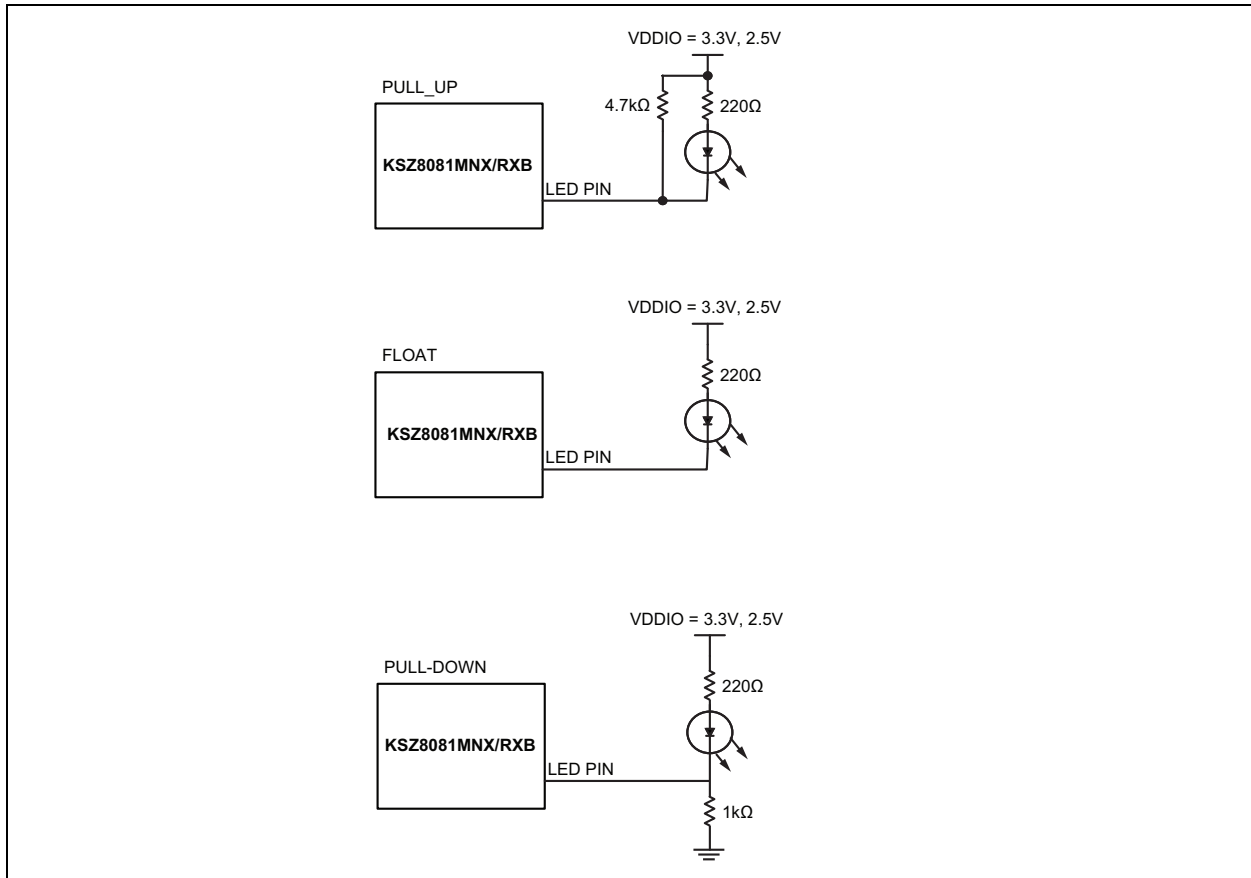 VDDIO = 3.3V, 2.5V
PULL_UP
4.7kΩ
220Ω
KSZ8081MNX/RXB
LED PIN
VDDIO = 3.3V, 2.5V
FLOAT
220Ω
KSZ8081MNX/RXB
LED PIN
VDDIO = 3.3V, 2.5V
PULL-DOWN
220Ω
KSZ8081MNX/RXB
LED PIN
1kΩ